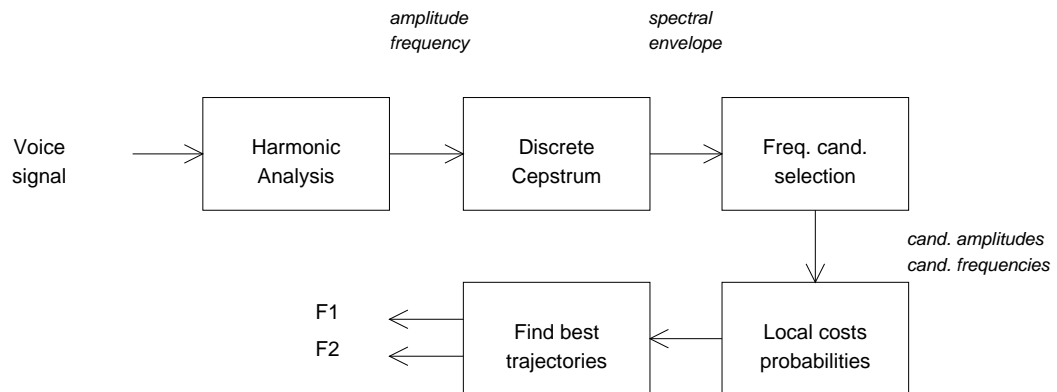 amplitude
frequency
spectral
envelope
Voice
signal
Harmonic
Analysis
Discrete
Cepstrum
Freq. cand.
selection
cand. amplitudes
cand. frequencies
F1
F2
Find best
trajectories
Local costs
probabilities